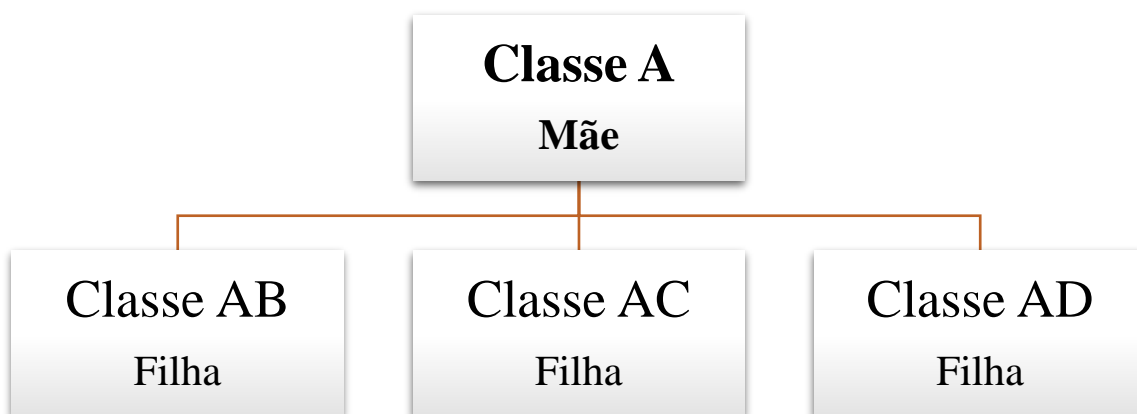 Classe A
Mãe
Classe AB
Filha
Classe AC
Filha
Classe AD
Filha